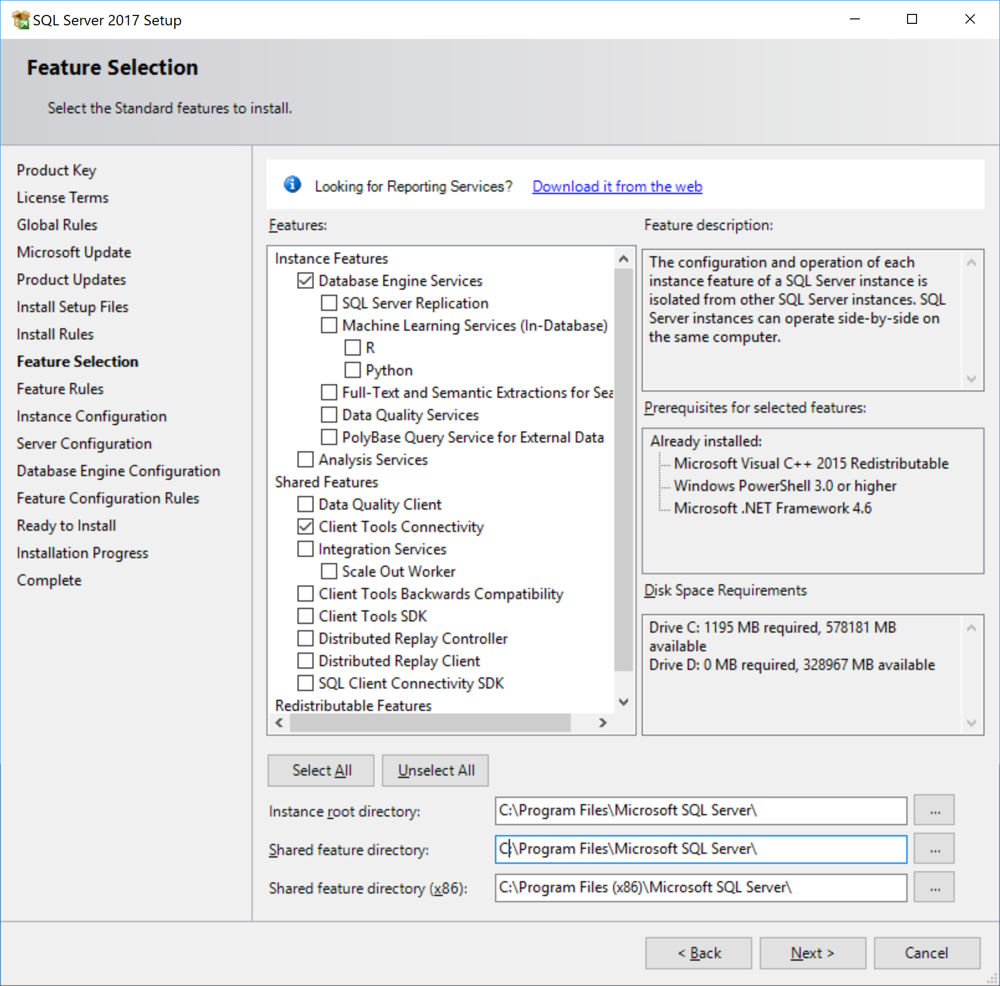 SQL Server 2017 Setup
Feature Selection
Select the Standard features to install.
Product Key
License Terms
Global Rules
Microsoft Update
Product Updates
Install Setup Files
Install Rules
Feature Selection
Feature Rules
Instance Configuration
Server Configuration
Database Engine Configuration
Feature Configuration Rules
Ready to Install
Installation Progress
Complete
Looking for Reporting Services? Download it from the web
Features:
Instance Features
Database Engine Services
SQL Server Replication
Machine Learning Services (In-Database)
R
Python
Full-Text and Semantic Extractions for Sea
Data Quality Services
PolyBase Query Service for External Data
Analysis Services
Shared Features
Data Quality Client
Client Tools Connectivity
Integration Services
Scale Out Worker
Client Tools Backwards Compatibility
Client Tools SDK
Distributed Replay Controller
Distributed Replay Client
SQL Client Connectivity SDK
Redistributable Features
Feature description:
The configuration and operation of each
instance feature of a SQL Server instance is
isolated from other SQL Server instances. SQL
Server instances can operate side-by-side on
the same computer.
Prerequisites for selected features:
Already installed:
Microsoft Visual C++ 2015 Redistributable
Windows PowerShell 3.0 or higher
Microsoft .NET Framework 4.6
Disk Space Requirements
Drive C: 1195 MB required, 578181 MB
available
Drive D: 0 MB required, 328967 MB available
Select All
Unselect All
Instance root directory: C:\Program Files\Microsoft SQL Server\ ...
Shared feature directory: C:\Program Files\Microsoft SQL Server\ ...
Shared feature directory (x86): C:\Program Files (x86)\Microsoft SQL Server\ ...
< Back
Next >
Cancel